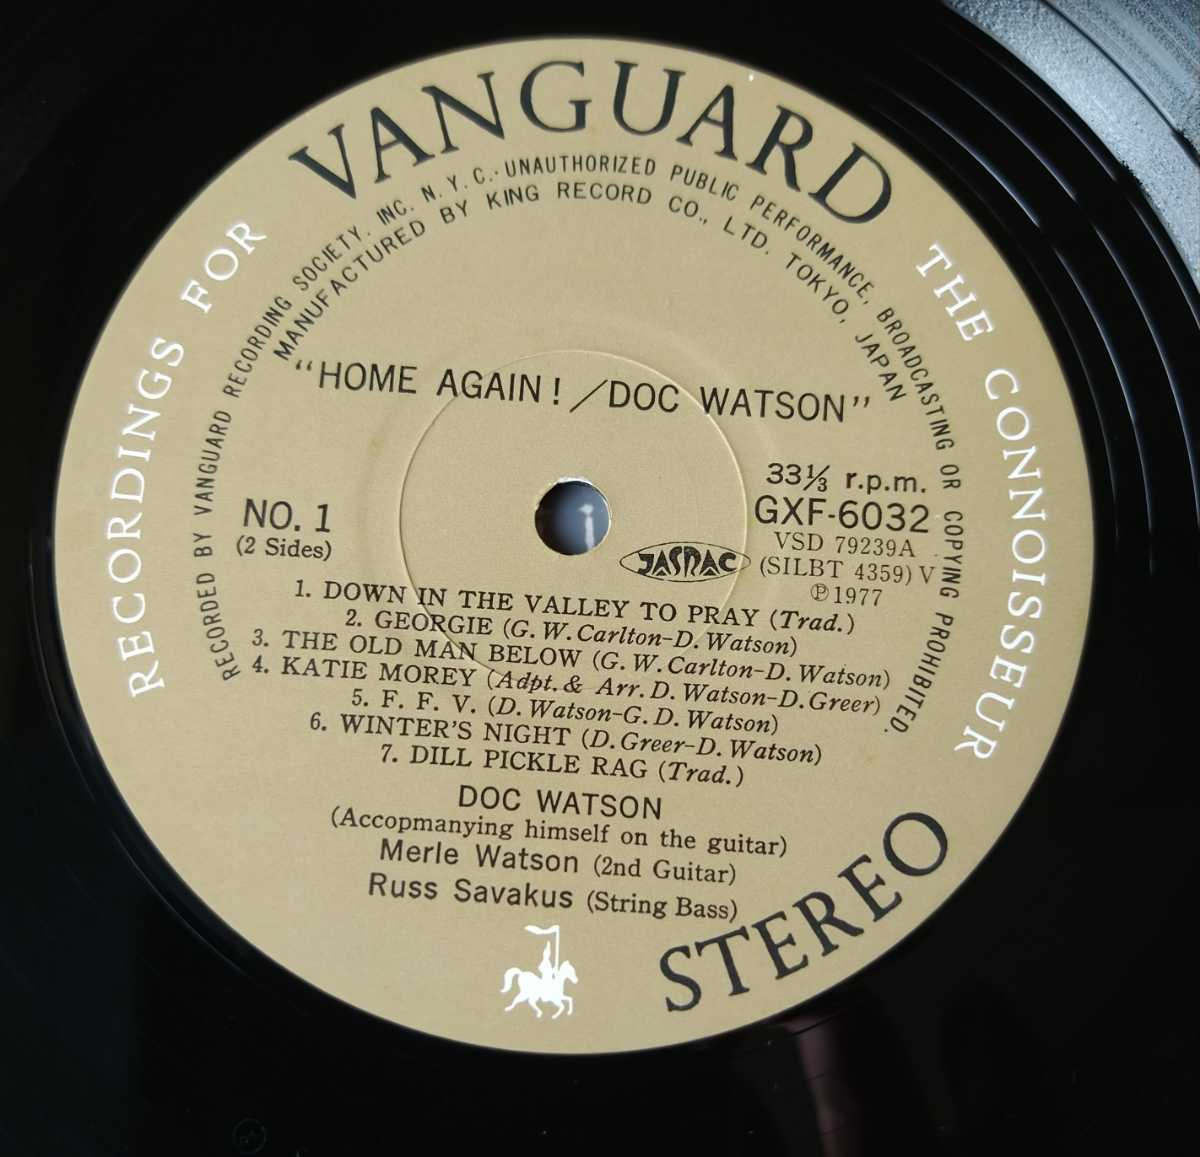 RECORDINGS FOR VANGUARD THE CONNOISSEUR
RECORDED BY VANGUARD RECORDING SOCIETY. INC. N. Y. C.·UNAUTHORIZED PUBLIC PERFORMANCE, BROADCASTING OR COPYING PROHIBITED.
MANUFACTURED BY KING RECORD CO., LTD. TOKYO, JAPAN
“HOME AGAIN! ／DOC WATSON”
33⅓ r.p.m.
NO. 1
GXF-6032
(2 Sides)
VSD 79239A
JASRAC
(SILBT 4359) V
℗1977
1. DOWN IN THE VALLEY TO PRAY (Trad.)
2. GEORGIE (G. W. Carlton-D. Watson)
3. THE OLD MAN BELOW (G. W. Carlton-D. Watson)
4. KATIE MOREY (Adpt. & Arr. D. Watson-D. Greer)
5. F. F. V. (D. Watson-G. D. Watson)
6. WINTER'S NIGHT (D. Greer-D. Watson)
7. DILL PICKLE RAG (Trad.)
DOC WATSON
(Accopmanying himself on the guitar)
Merle Watson (2nd Guitar)
Russ Savakus (String Bass)
STEREO